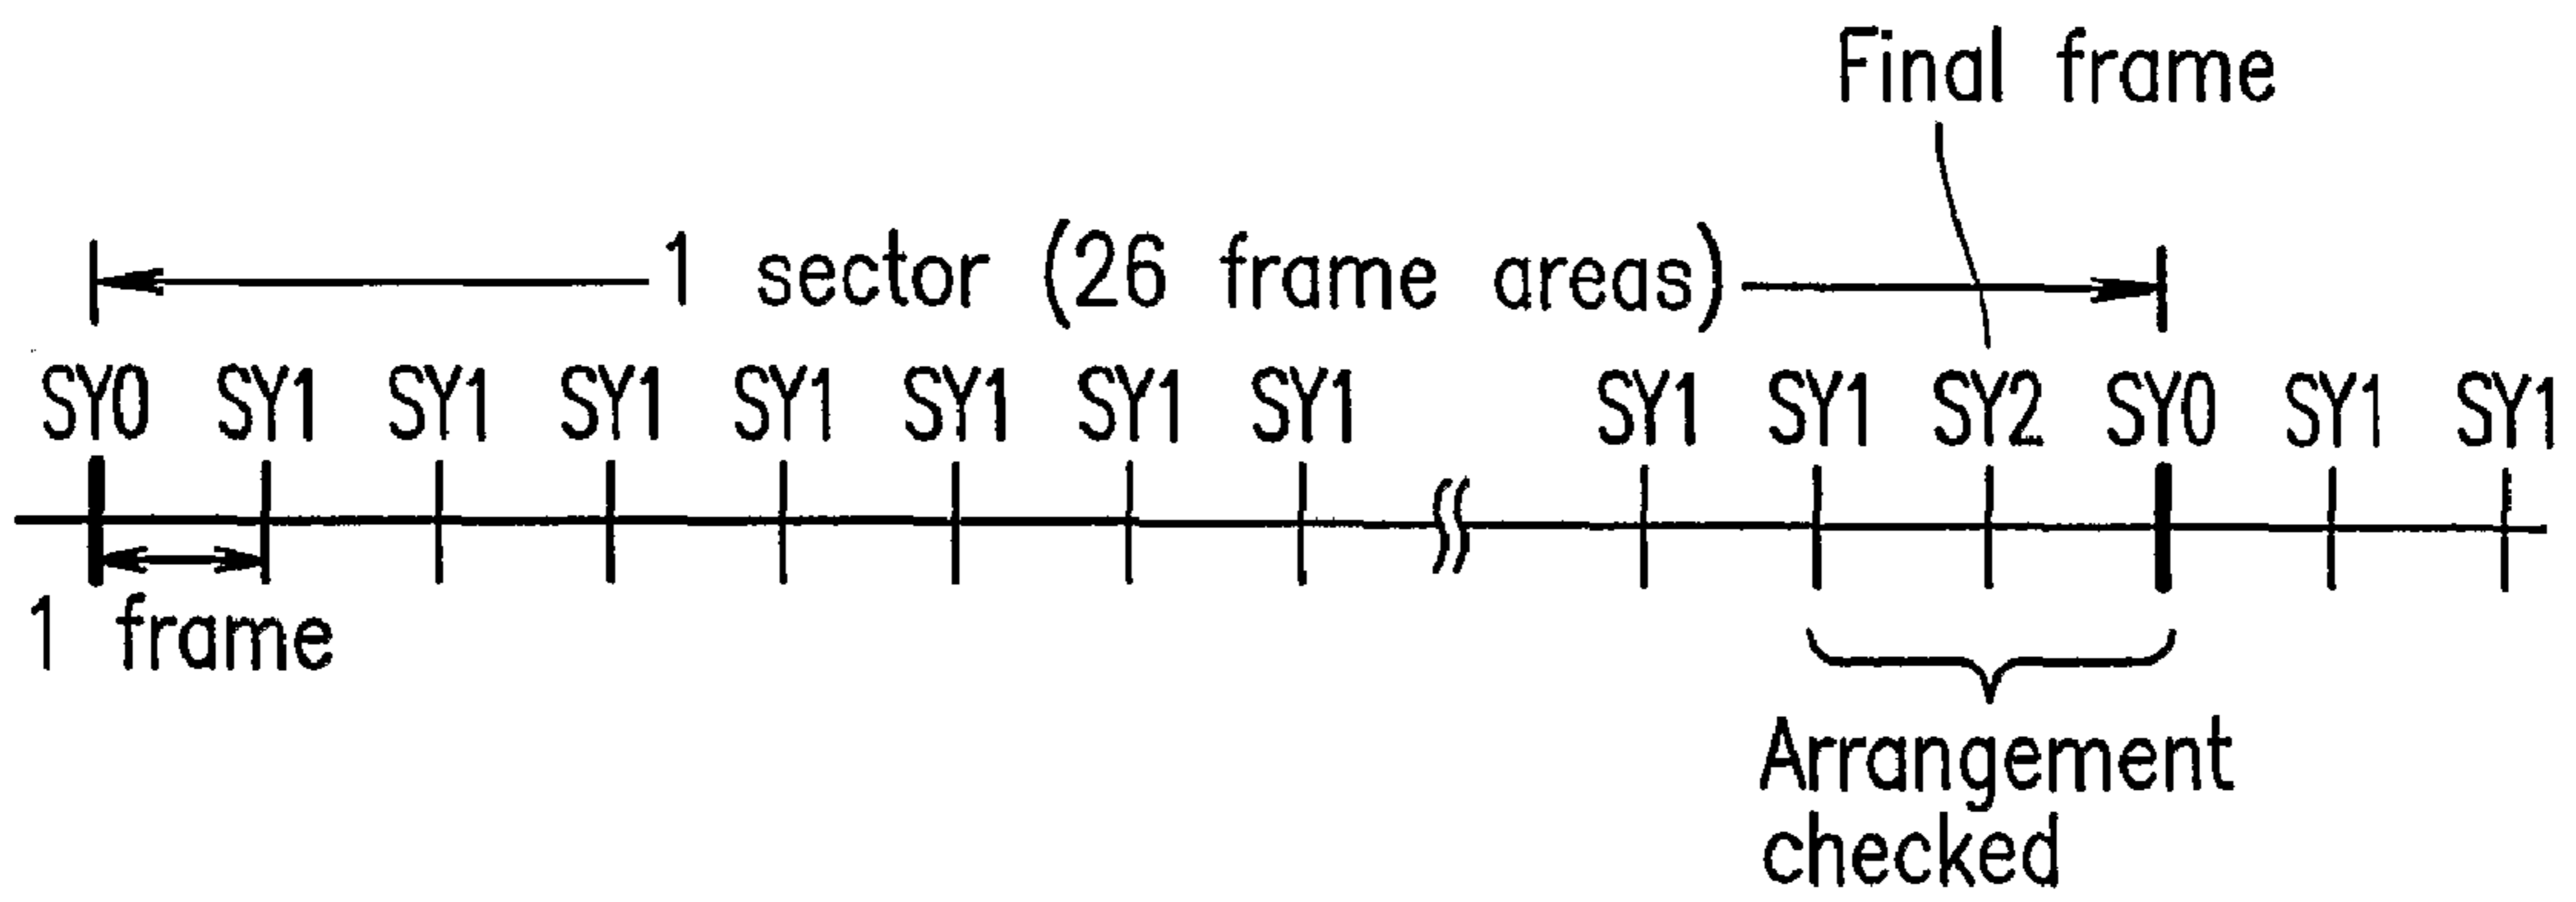 Final frame
1 sector (26 frame areas)
SY0 SY1 SY1 SY1 SY1 SY1 SY1 SY1 SY1 SY1 SY2 SY0 SY1 SY1
1 frame
Arrangement
checked